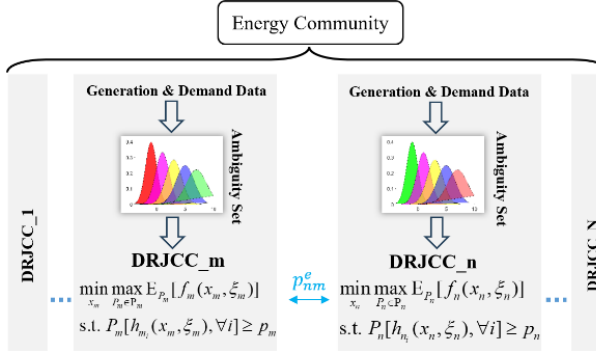 Energy Community
Generation & Demand Data
Ambiguity Set
DRJCC_m
min max E_{P_m}[f_m(x_m, ξ_m)]
x_m P_m∈P_m
s.t. P_m[h_{m_i}(x_m, ξ_m), ∀i] ≥ p_m
DRJCC_1
p^e_{nm}
Generation & Demand Data
Ambiguity Set
DRJCC_n
min max E_{P_n}[f_n(x_n, ξ_n)]
x_n P_n⊂P_n
s.t. P_n[h_{n_i}(x_n, ξ_n), ∀i] ≥ p_n
DRJCC_N